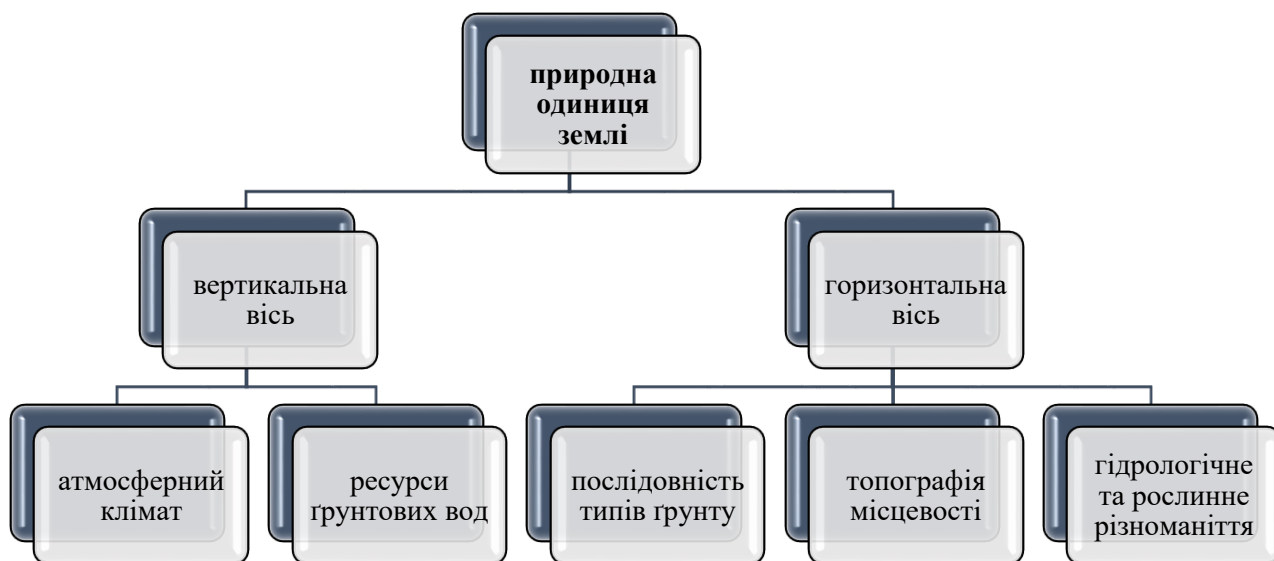 природна
одиниця
землі
вертикальна
вісь
горизонтальна
вісь
атмосферний
клімат
ресурси
ґрунтових вод
послідовність
типів ґрунту
топографія
місцевості
гідрологічне
та рослинне
різноманіття